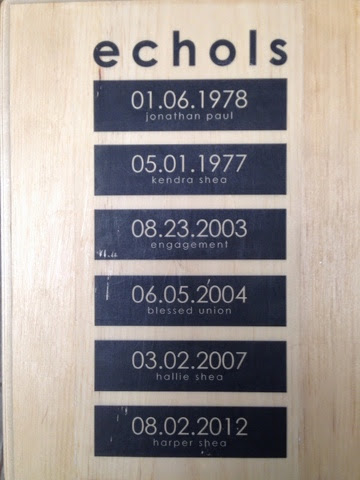 echols
01.06.1978
jonathan paul
05.01.1977
kendra shea
08.23.2003
engagement
06.05.2004
blessed union
03.02.2007
hallie shea
08.02.2012
harper shea